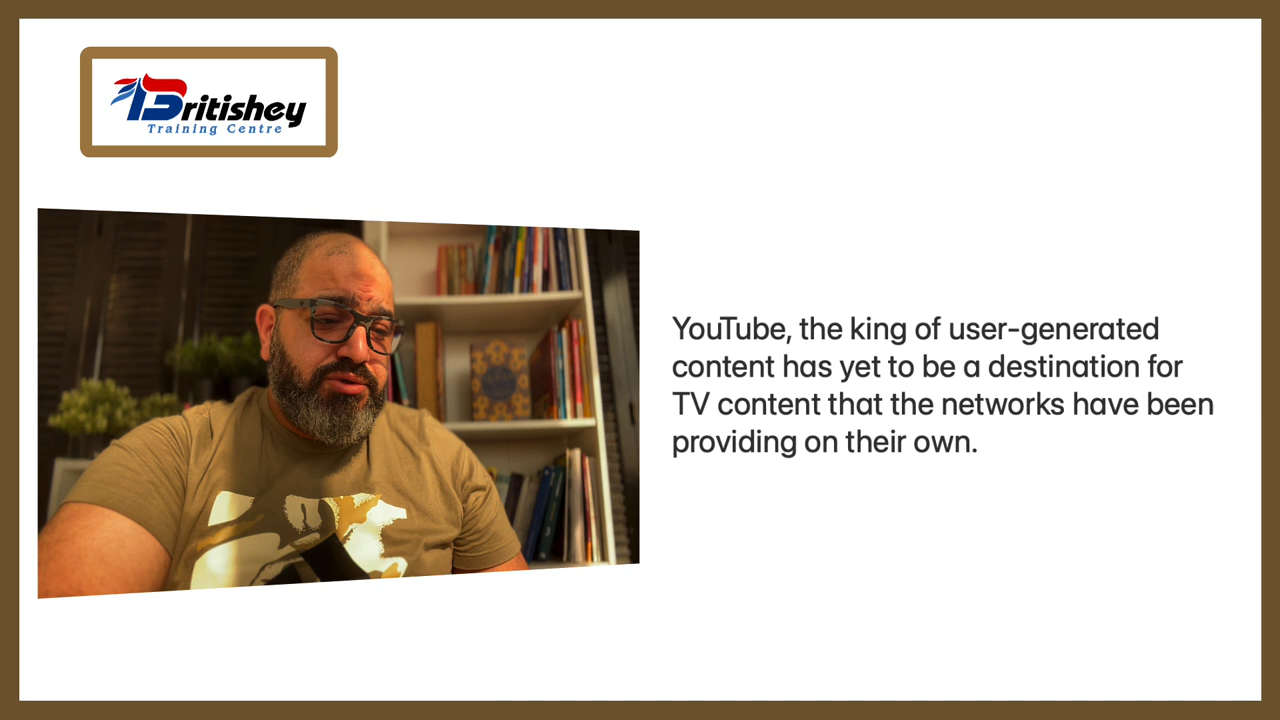 Britishey
Training Centre
YouTube, the king of user-generated
content has yet to be a destination for
TV content that the networks have been
providing on their own.